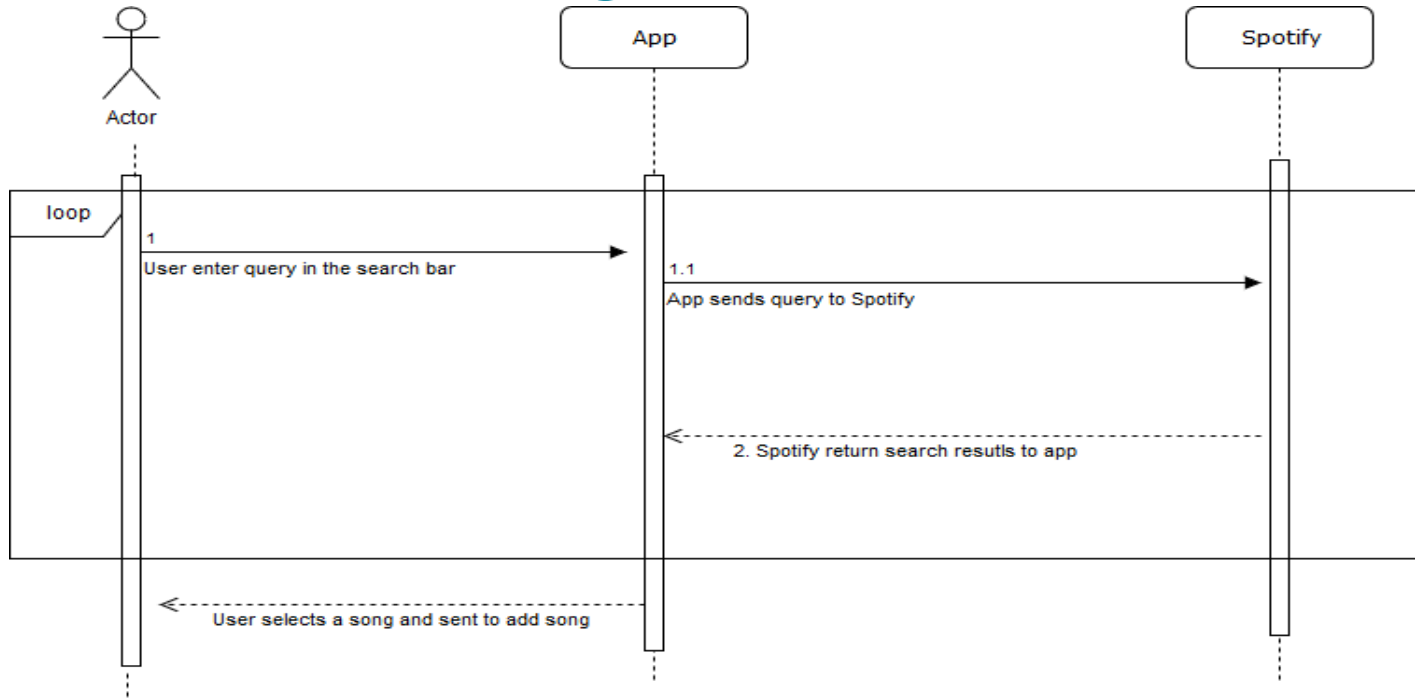 Actor
App
Spotify
loop
1
User enter query in the search bar
1.1
App sends query to Spotify
2. Spotify return search resutls to app
User selects a song and sent to add song